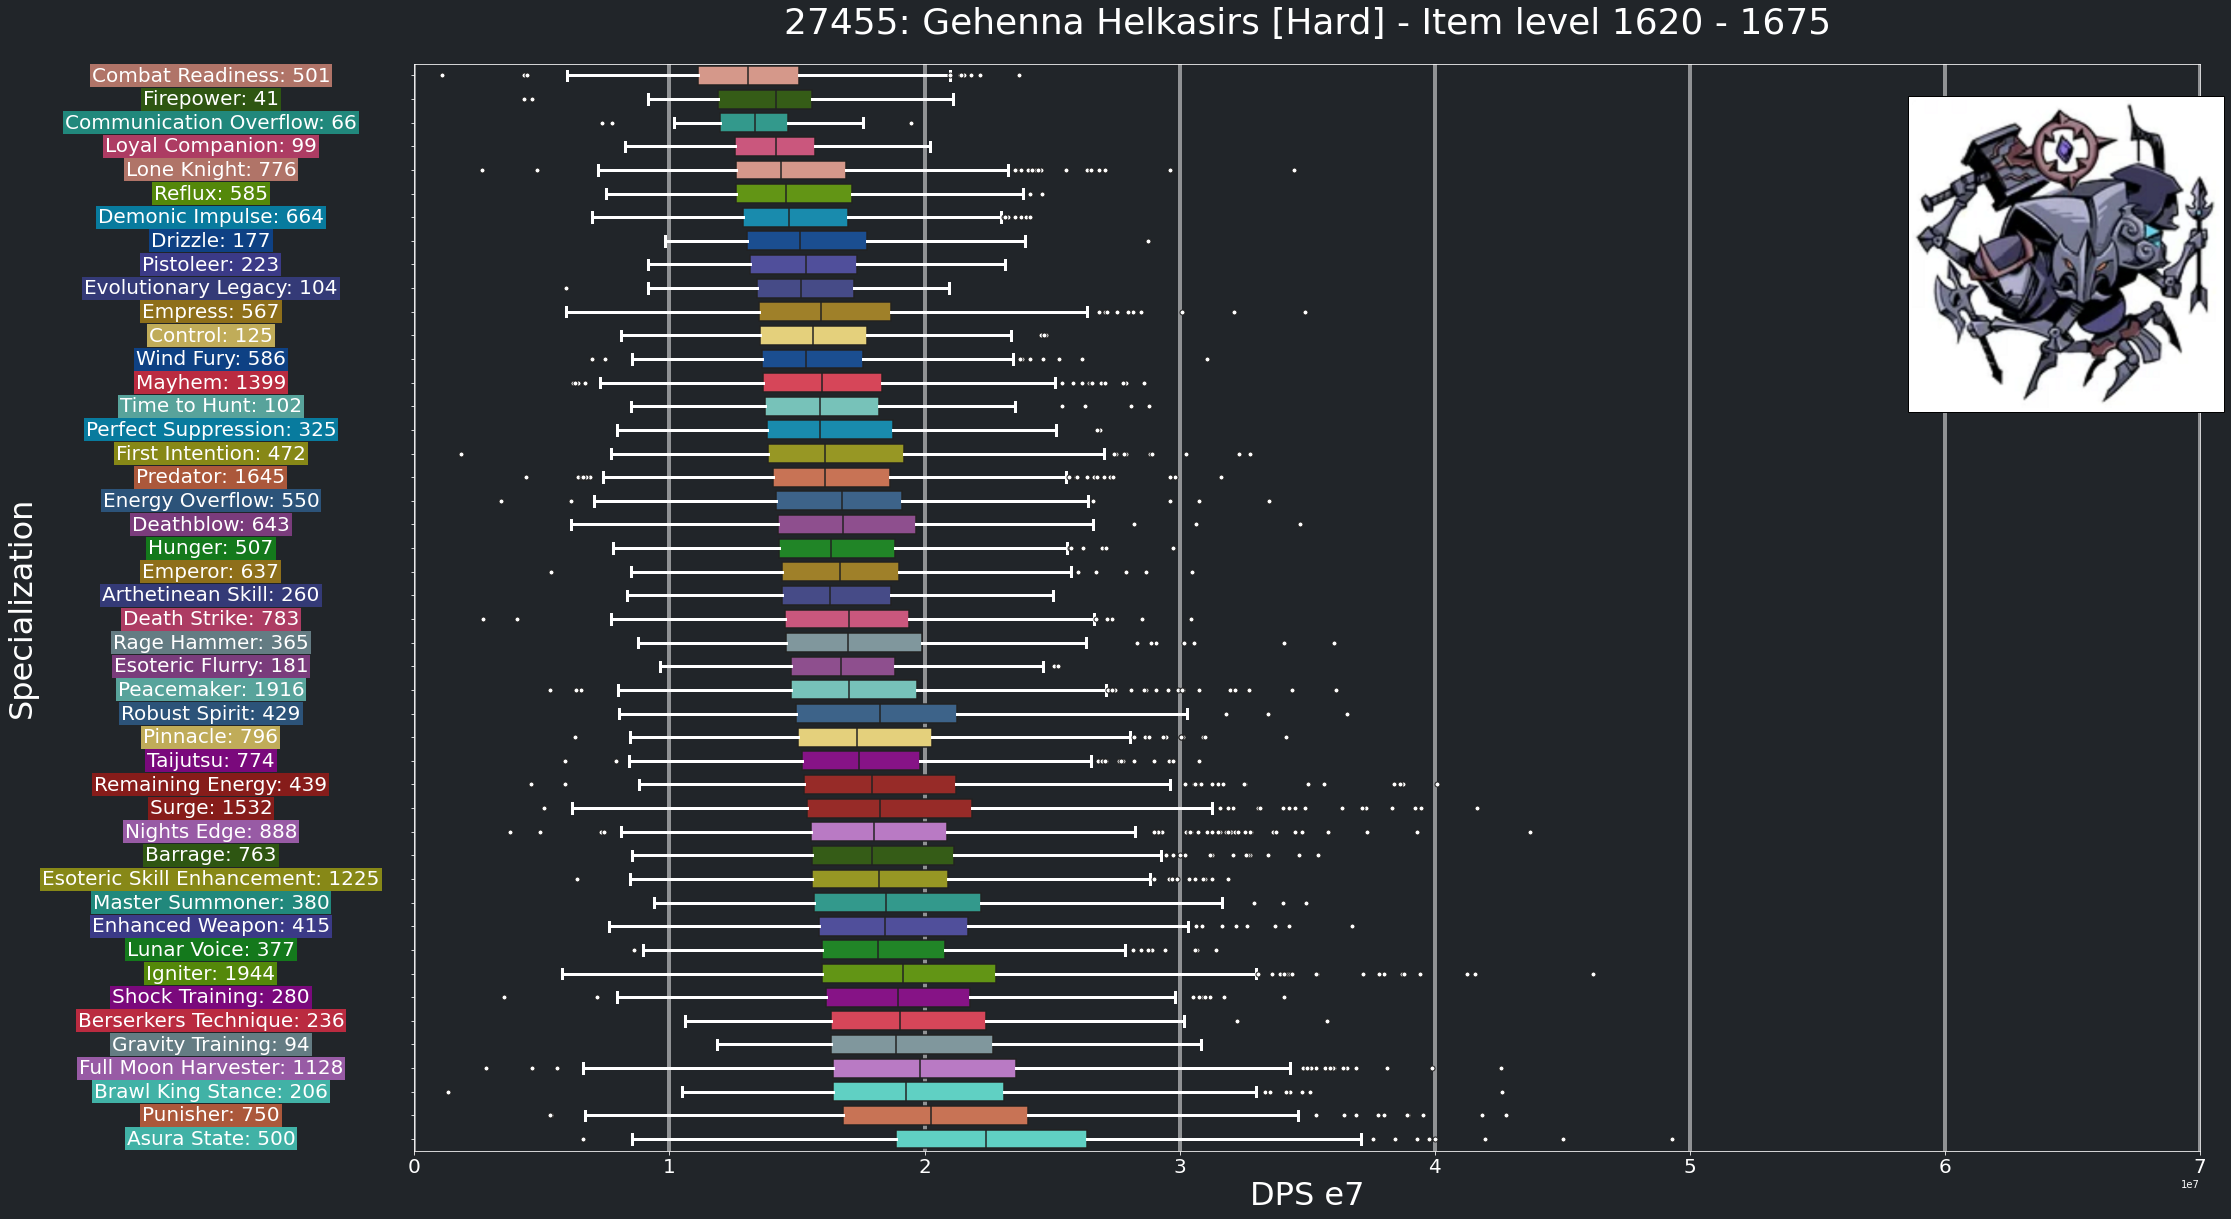 27455: Gehenna Helkasirs [Hard] - Item level 1620 - 1675
Specialization
Combat Readiness: 501
Firepower: 41
Communication Overflow: 66
Loyal Companion: 99
Lone Knight: 776
Reflux: 585
Demonic Impulse: 664
Drizzle: 177
Pistoleer: 223
Evolutionary Legacy: 104
Empress: 567
Control: 125
Wind Fury: 586
Mayhem: 1399
Time to Hunt: 102
Perfect Suppression: 325
First Intention: 472
Predator: 1645
Energy Overflow: 550
Deathblow: 643
Hunger: 507
Emperor: 637
Arthetinean Skill: 260
Death Strike: 783
Rage Hammer: 365
Esoteric Flurry: 181
Peacemaker: 1916
Robust Spirit: 429
Pinnacle: 796
Taijutsu: 774
Remaining Energy: 439
Surge: 1532
Nights Edge: 888
Barrage: 763
Esoteric Skill Enhancement: 1225
Master Summoner: 380
Enhanced Weapon: 415
Lunar Voice: 377
Igniter: 1944
Shock Training: 280
Berserkers Technique: 236
Gravity Training: 94
Full Moon Harvester: 1128
Brawl King Stance: 206
Punisher: 750
Asura State: 500
0 1 2 3 4 5 6 7
1e7
DPS e7